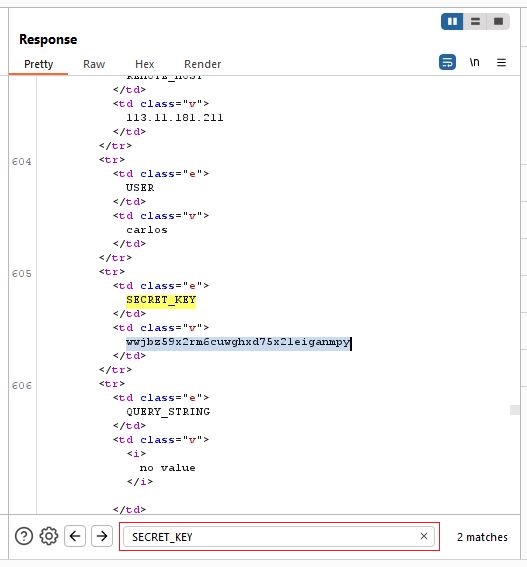 Response
Pretty Raw Hex Render
\n
REMOTE_HOST
</td>
<td class="v">
113.11.181.211
</td>
</tr>
604 <tr>
<td class="e">
USER
</td>
<td class="v">
carlos
</td>
</tr>
605 <tr>
<td class="e">
SECRET_KEY
</td>
<td class="v">
wwjbz59x2rm6cuwghxd75x2leiganmpy
</td>
</tr>
606 <tr>
<td class="e">
QUERY_STRING
</td>
<td class="v">
<i>
no value
</i>
</td>
SECRET_KEY
2 matches